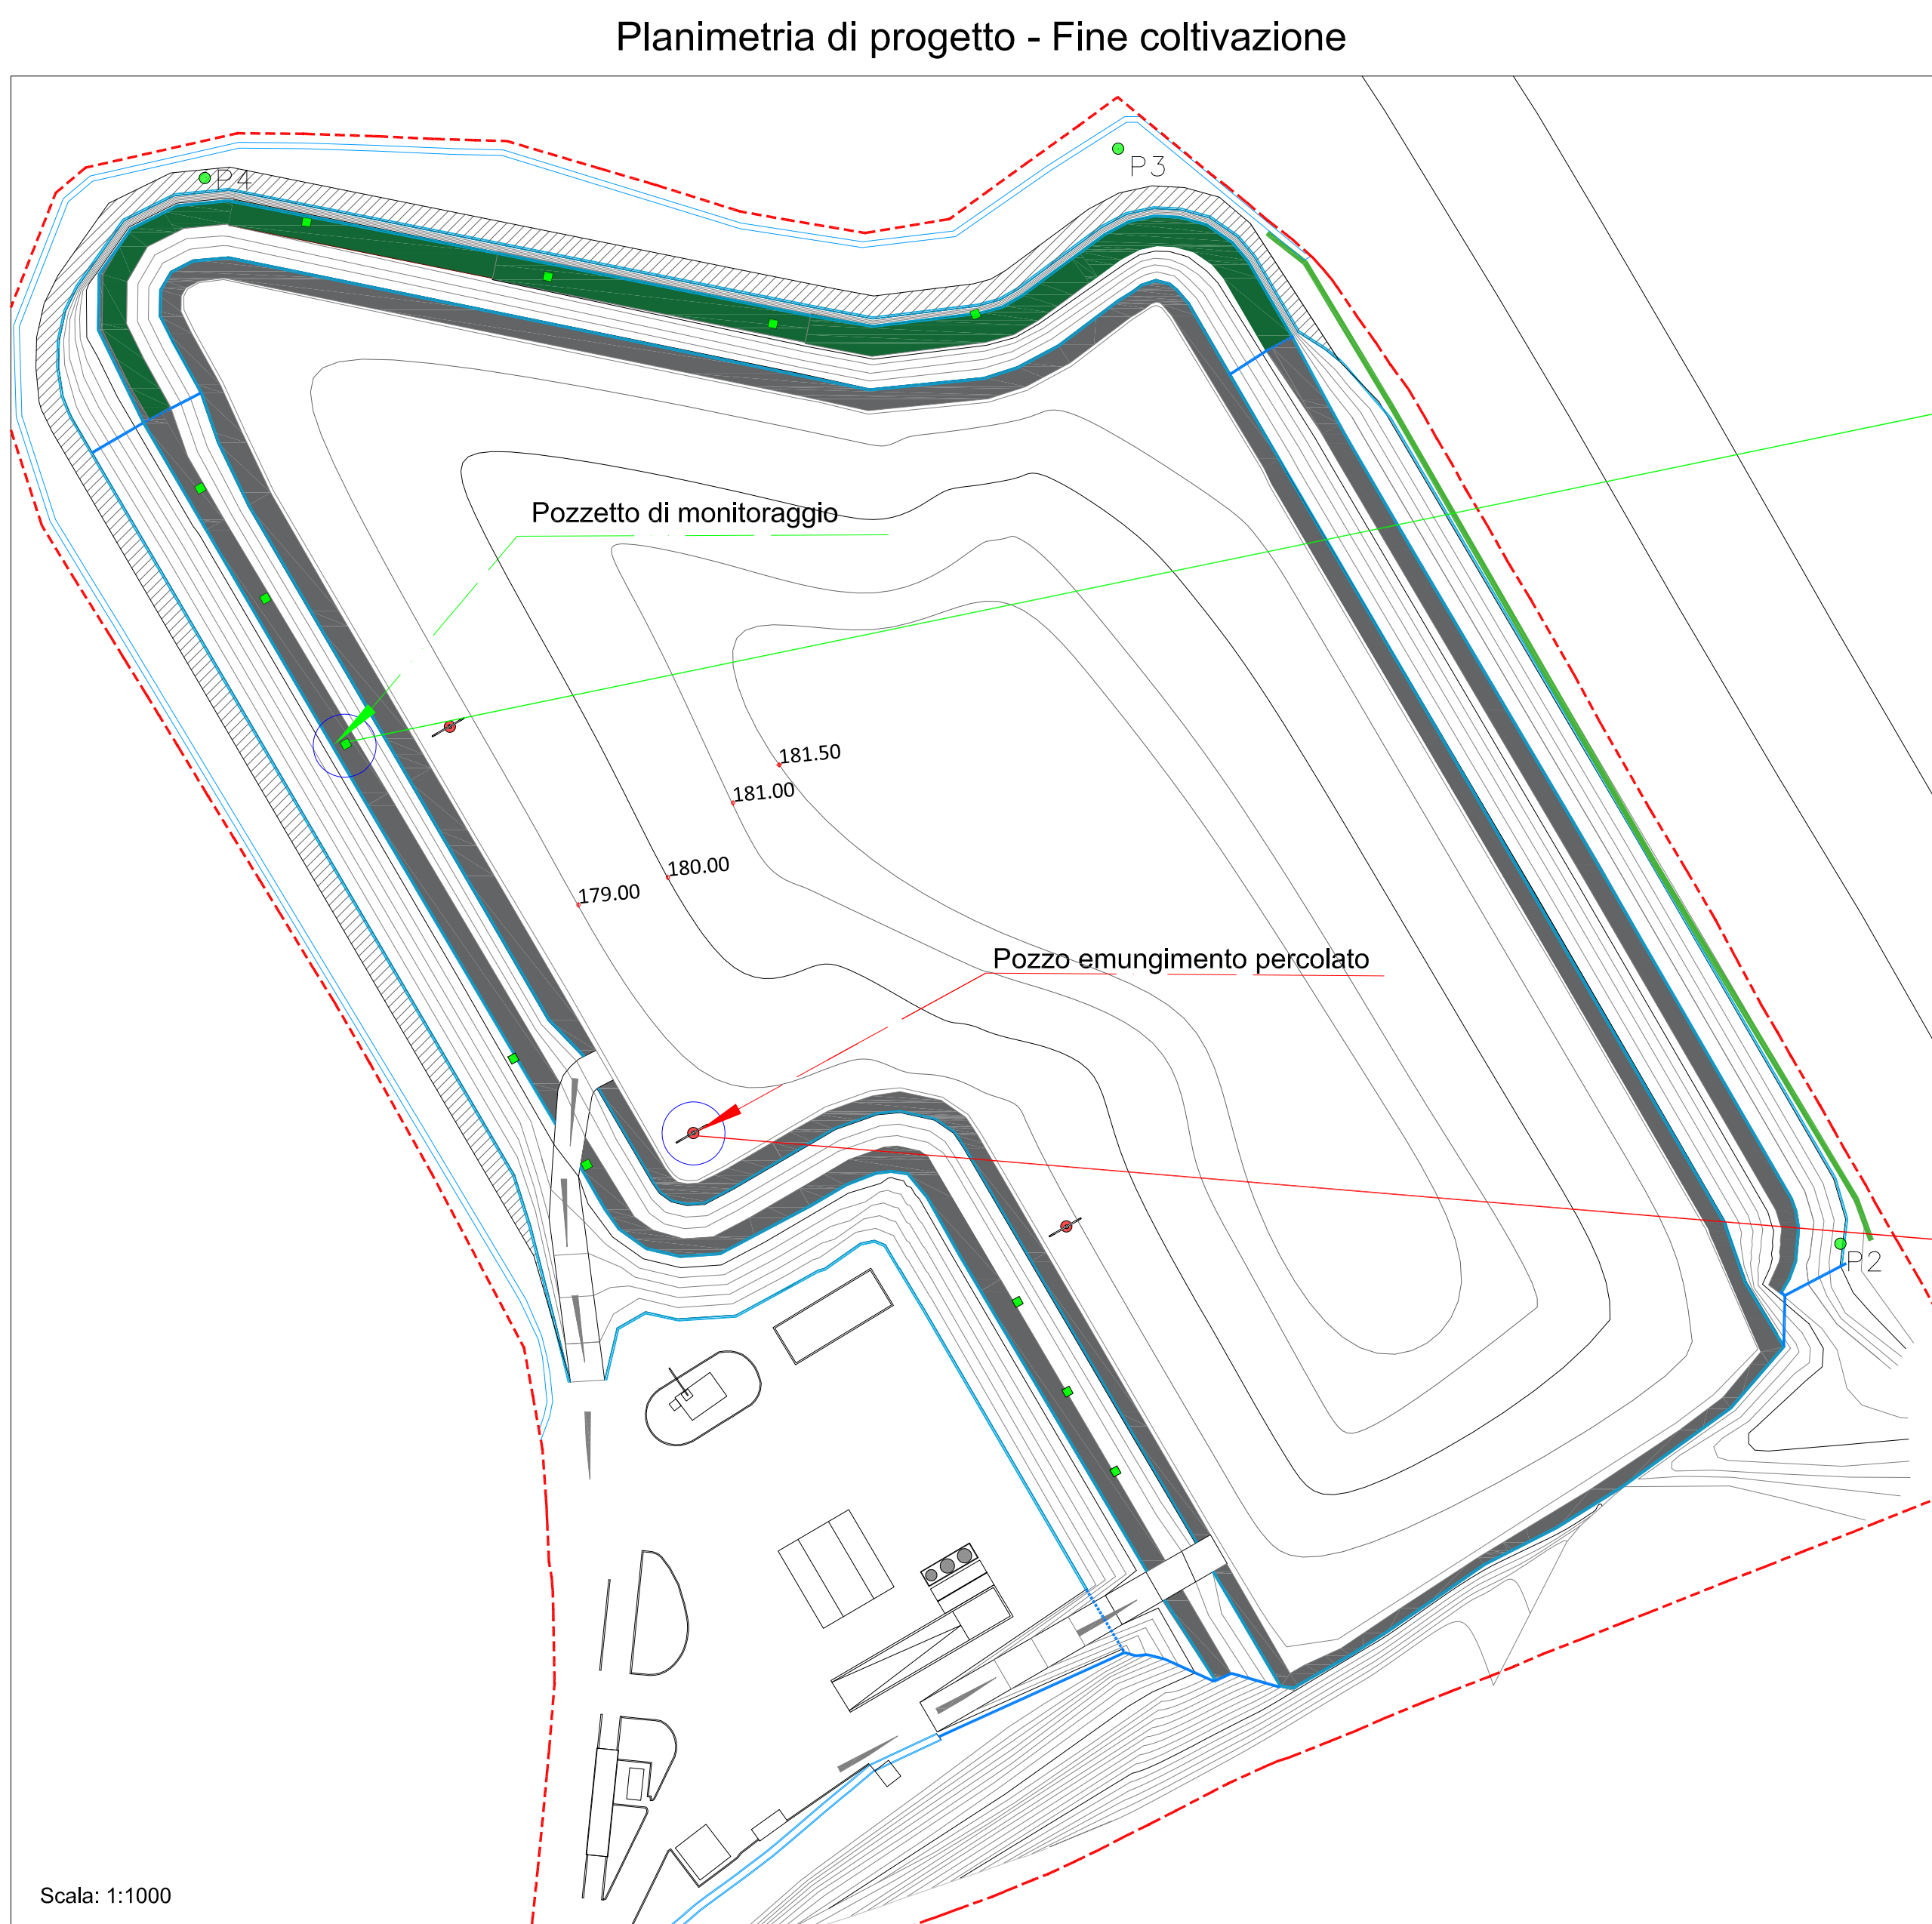 Planimetria di progetto - Fine coltivazione
P3
P4
Pozzetto di monitoraggio
181.50
181.00
180.00
179.00
Pozzo emungimento percolato
P2
Scala: 1:1000